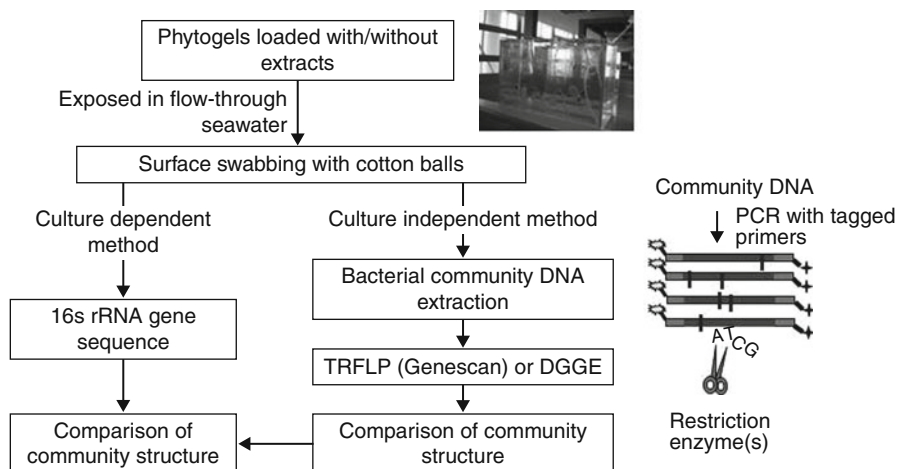 Phytogels loaded with/without
extracts
Exposed in flow-through
seawater
Surface swabbing with cotton balls
Culture dependent
method
Culture independent method
16s rRNA gene
sequence
Bacterial community DNA
extraction
TRFLP (Genescan) or DGGE
Comparison of
community structure
Comparison of community
structure
Community DNA
PCR with tagged
primers
ATCG
Restriction
enzyme(s)